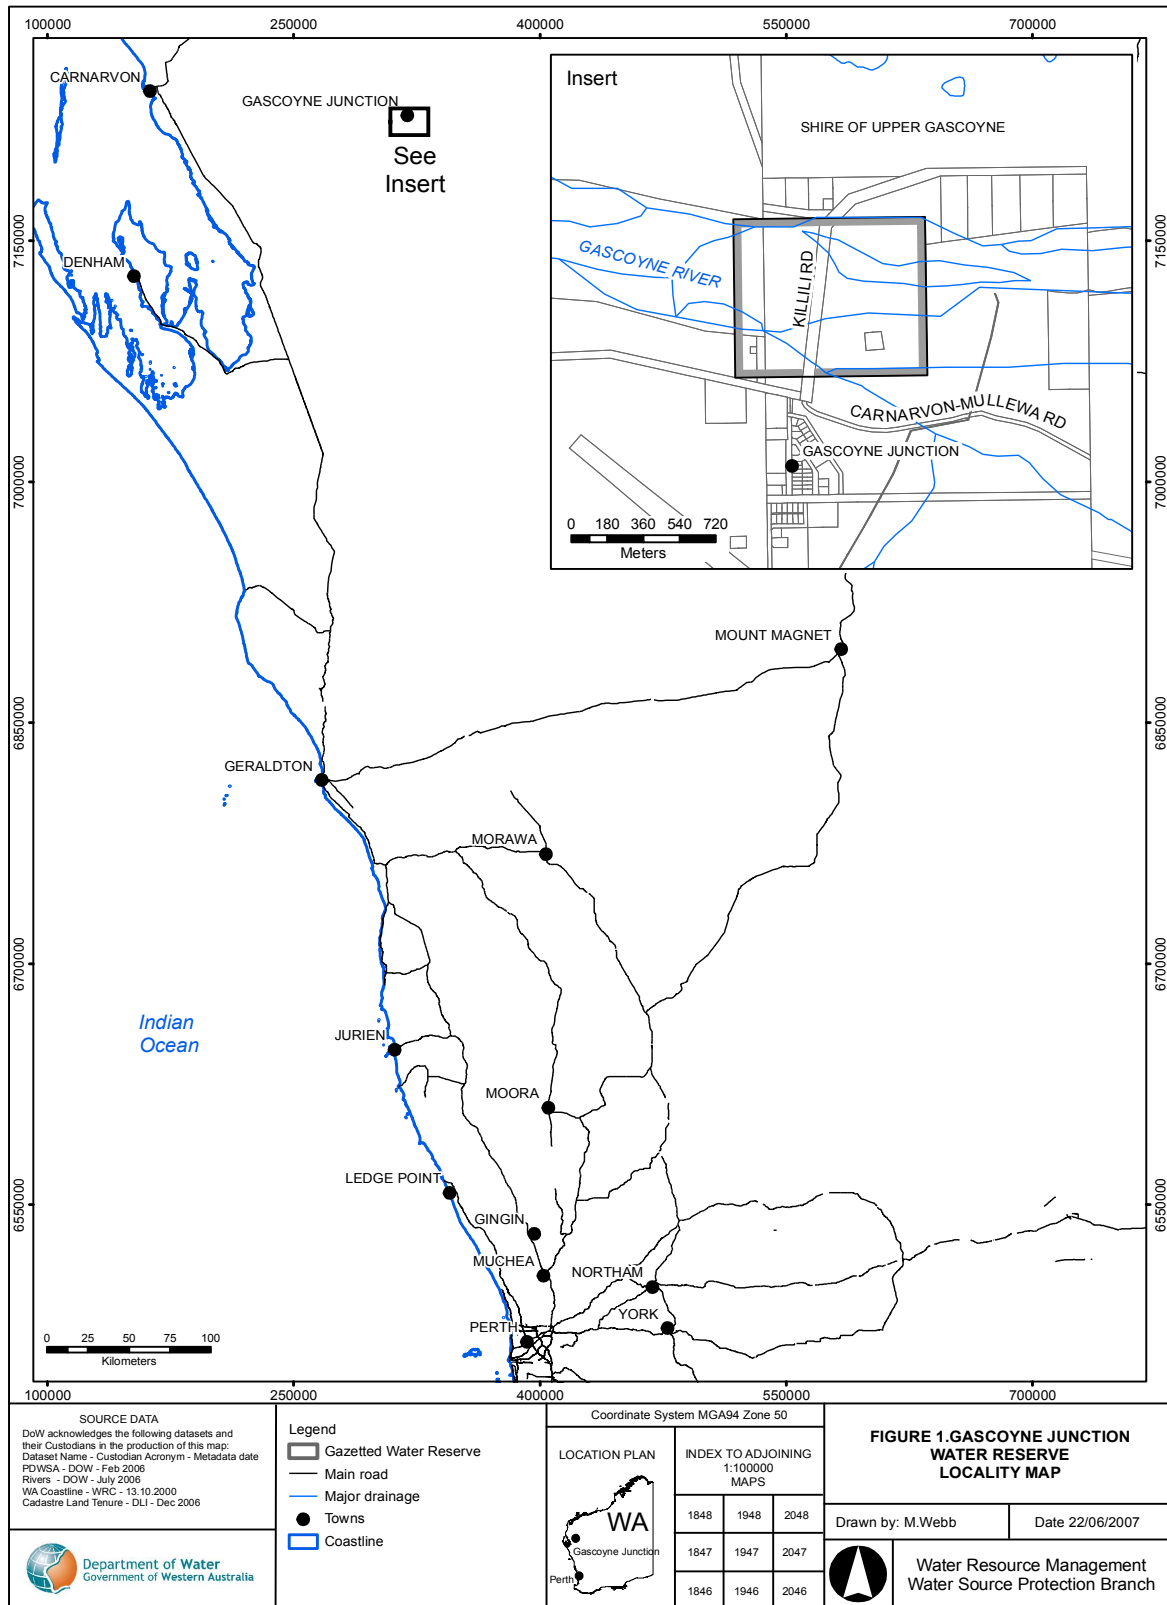 100000
250000
400000
550000
700000
CARNARVON
GASCOYNE JUNCTION
See
Insert
DENHAM
7150000
7000000
6850000
6700000
6550000
7150000
7000000
6850000
6700000
6550000
Insert
SHIRE OF UPPER GASCOYNE
GASCOYNE RIVER
KILLILI RD
CARNARVON-MULLEWA RD
GASCOYNE JUNCTION
0 180 360 540 720
Meters
MOUNT MAGNET
GERALDTON
MORAWA
Indian
Ocean
JURIEN
MOORA
LEDGE POINT
GINGIN
MUCHEA
NORTHAM
YORK
PERTH
0 25 50 75 100
Kilometers
100000
250000
400000
550000
700000
SOURCE DATA
DoW acknowledges the following datasets and
their Custodians in the production of this map:
Dataset Name - Custodian Acronym - Metadata date
PDWSA - DOW - Feb 2006
Rivers - DOW - July 2006
WA Coastline - WRC - 13.10.2000
Cadastre Land Tenure - DLI - Dec 2006
Department of Water
Government of Western Australia
Legend
Gazetted Water Reserve
Main road
Major drainage
Towns
Coastline
Coordinate System MGA94 Zone 50
LOCATION PLAN
WA
Gascoyne Junction
Perth
INDEX TO ADJOINING
1:100000
MAPS
1848 1948 2048
1847 1947 2047
1846 1946 2046
FIGURE 1.GASCOYNE JUNCTION
WATER RESERVE
LOCALITY MAP
Drawn by: M.Webb
Date 22/06/2007
Water Resource Management
Water Source Protection Branch